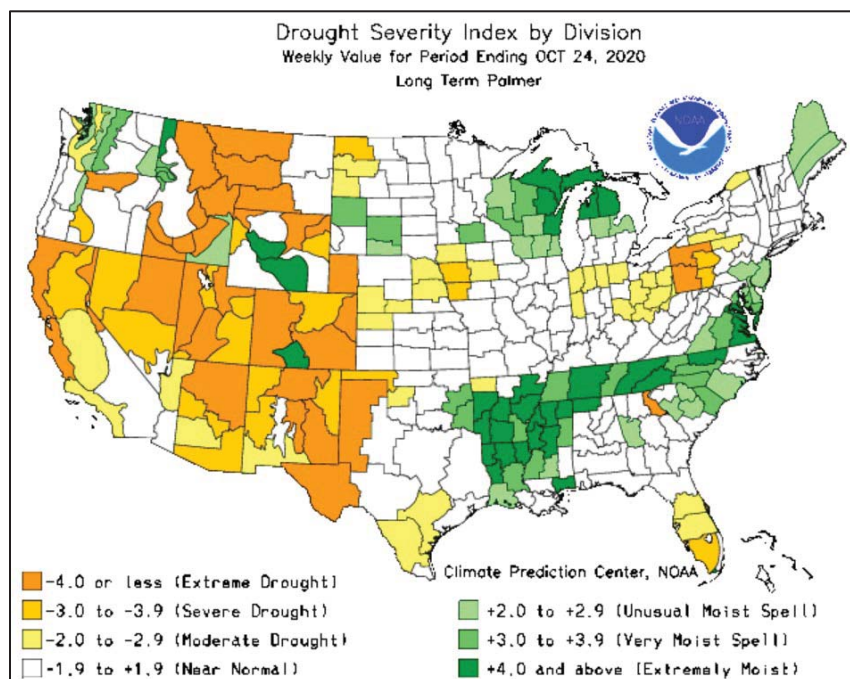 Drought Severity Index by Division
Weekly Value for Period Ending OCT 24, 2020
Long Term Palmer
NOAA
Climate Prediction Center, NOAA
-4.0 or less (Extreme Drought)
-3.0 to -3.9 (Severe Drought)
-2.0 to -2.9 (Moderate Drought)
-1.9 to +1.9 (Near Normal)
+2.0 to +2.9 (Unusual Moist Spell)
+3.0 to +3.9 (Very Moist Spell)
+4.0 and above (Extremely Moist)